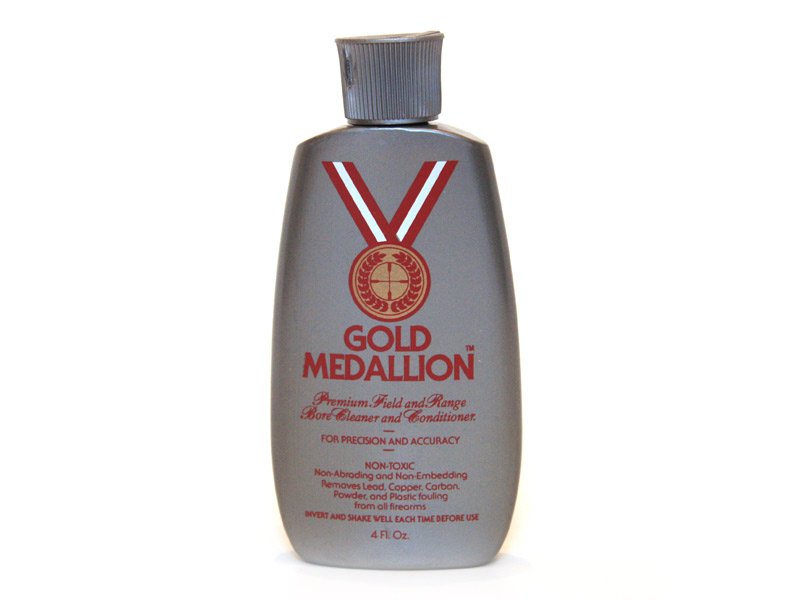 GOLD
MEDALLION™
Premium Field and Range
Bore Cleaner and Conditioner.
FOR PRECISION AND ACCURACY
NON-TOXIC
Non-Abrading and Non-Embedding
Removes Lead, Copper, Carbon,
Powder, and Plastic fouling
from all firearms
INVERT AND SHAKE WELL EACH TIME BEFORE USE
4 Fl. Oz.